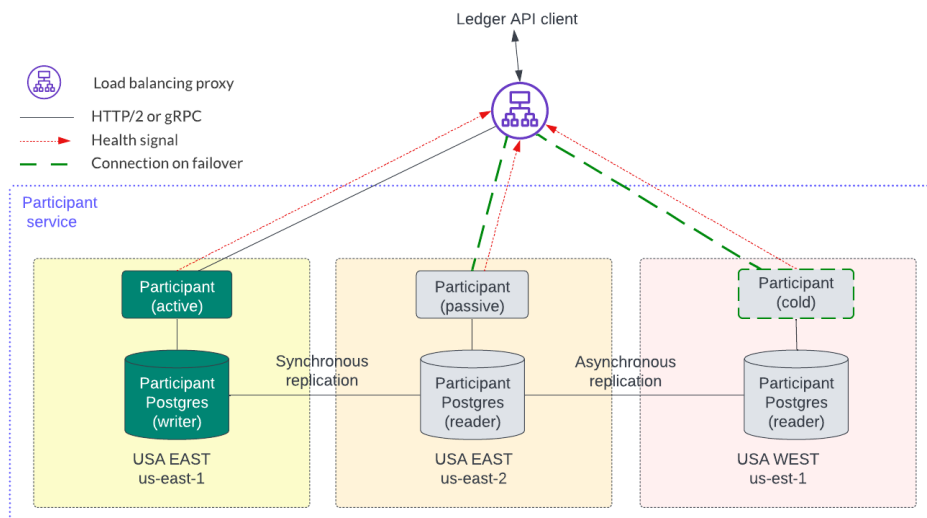 Ledger API client
Load balancing proxy
HTTP/2 or gRPC
Health signal
Connection on failover
Participant
service
Participant
(active)
Participant
(passive)
Participant
(cold)
Synchronous
replication
Asynchronous
replication
Participant
Postgres
(writer)
Participant
Postgres
(reader)
Participant
Postgres
(reader)
USA EAST
us-east-1
USA EAST
us-east-2
USA WEST
us-est-1